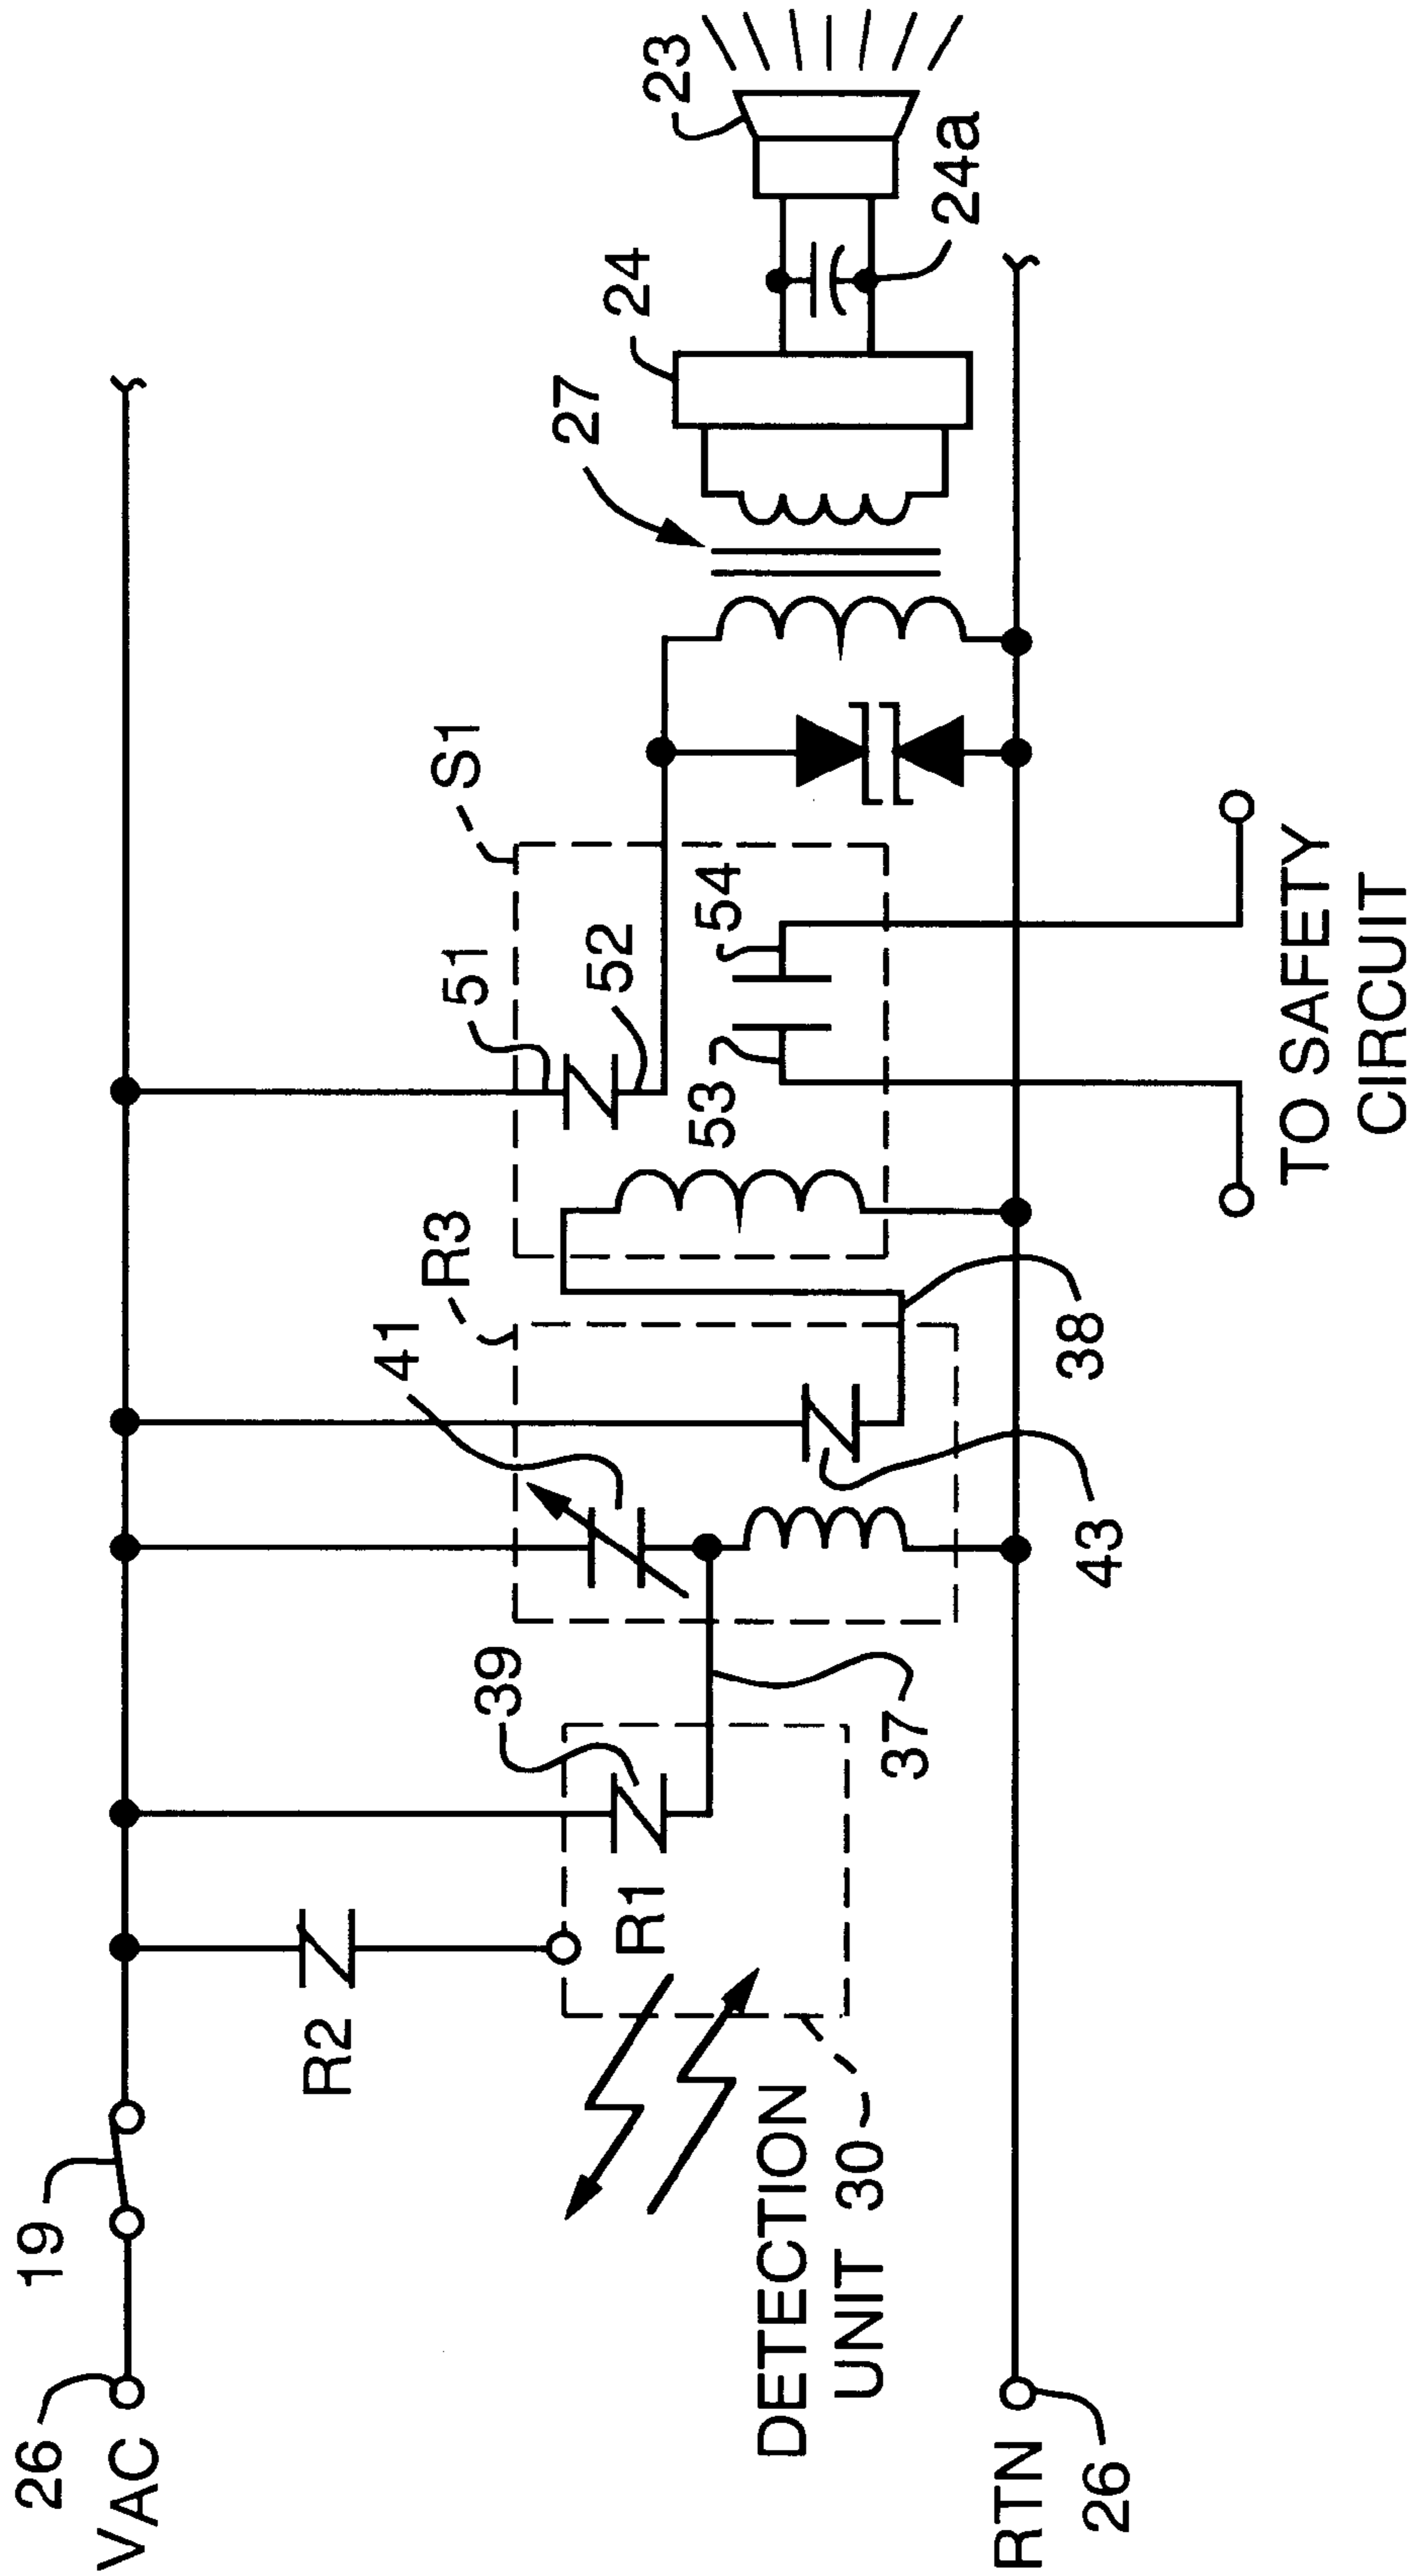 26
VAC
19
R2
DETECTION
UNIT 30
R1
39
37
41
R3
43
38
51
52
53
54
S1
TO SAFETY
CIRCUIT
27
24
23
24a
RTN
26